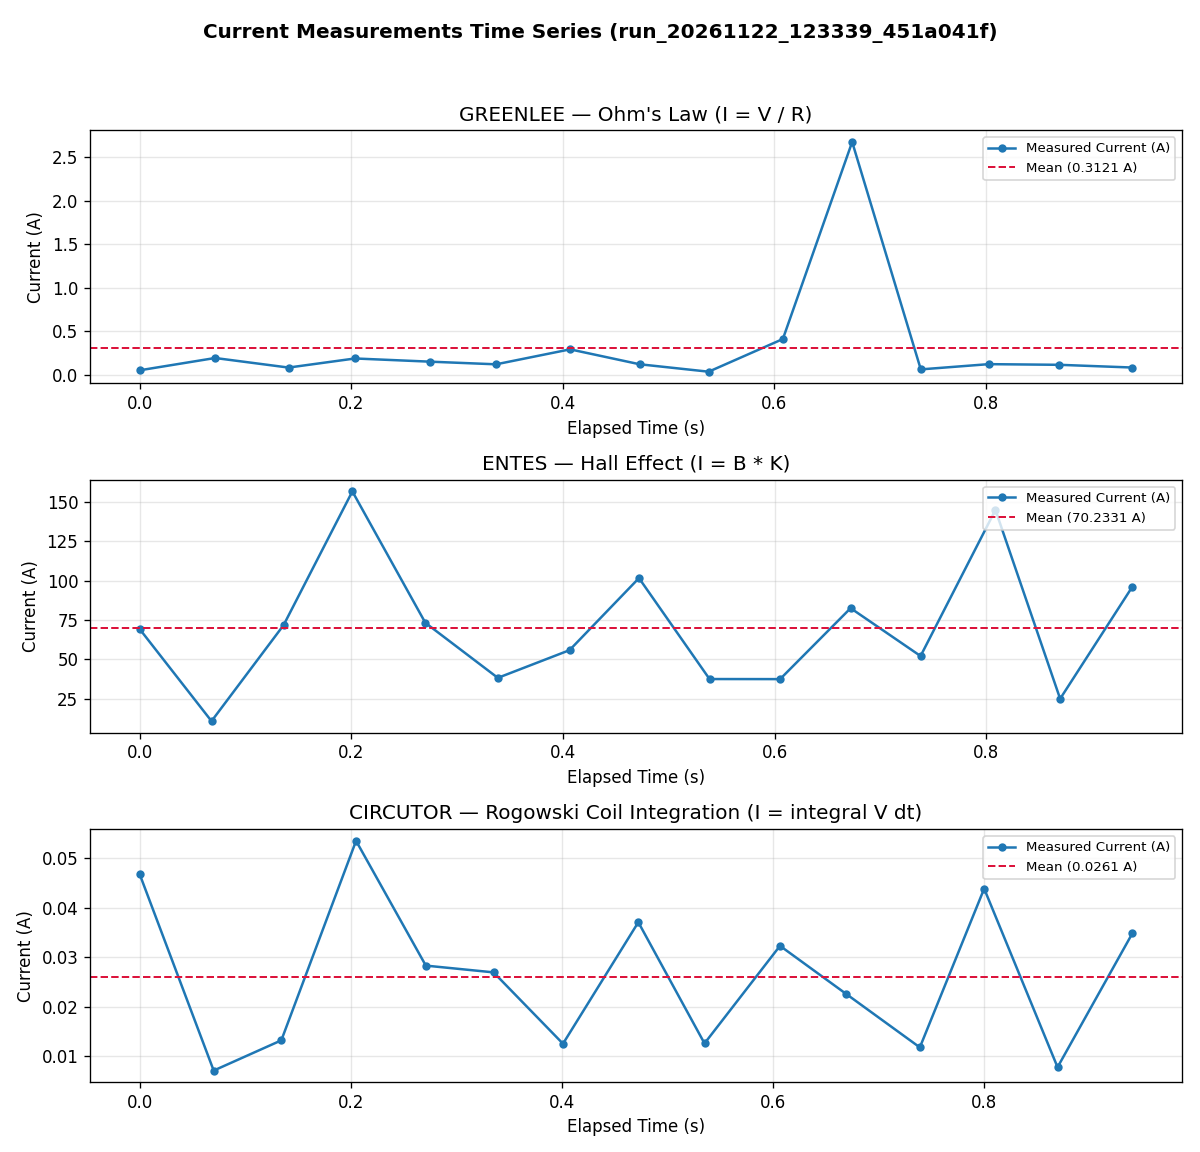 Current Measurements Time Series (run_20261122_123339_451a041f)
GREENLEE — Ohm's Law (I = V / R)
Current (A)
2.5
2.0
1.5
1.0
0.5
0.0
Measured Current (A)
Mean (0.3121 A)
0.0 0.2 0.4 0.6 0.8
Elapsed Time (s)
ENTES — Hall Effect (I = B * K)
Current (A)
150
125
100
75
50
25
Measured Current (A)
Mean (70.2331 A)
0.0 0.2 0.4 0.6 0.8
Elapsed Time (s)
CIRCUTOR — Rogowski Coil Integration (I = integral V dt)
Current (A)
0.05
0.04
0.03
0.02
0.01
Measured Current (A)
Mean (0.0261 A)
0.0 0.2 0.4 0.6 0.8
Elapsed Time (s)